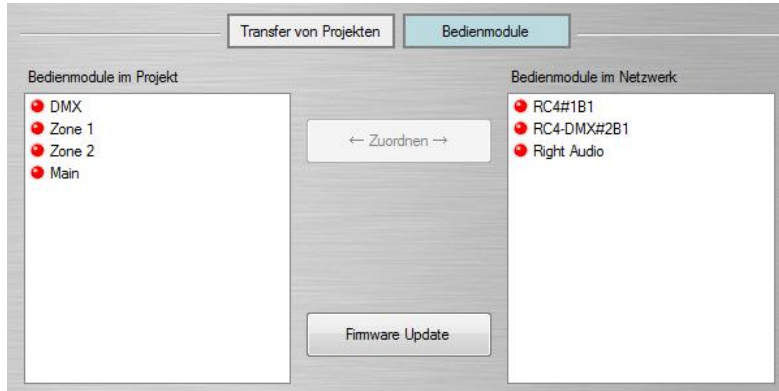 Transfer von Projekten
Bedienmodule
Bedienmodule im Projekt
DMX
Zone 1
Zone 2
Main
← Zuordnen →
Firmware Update
Bedienmodule im Netzwerk
RC4#1B1
RC4-DMX#2B1
Right Audio